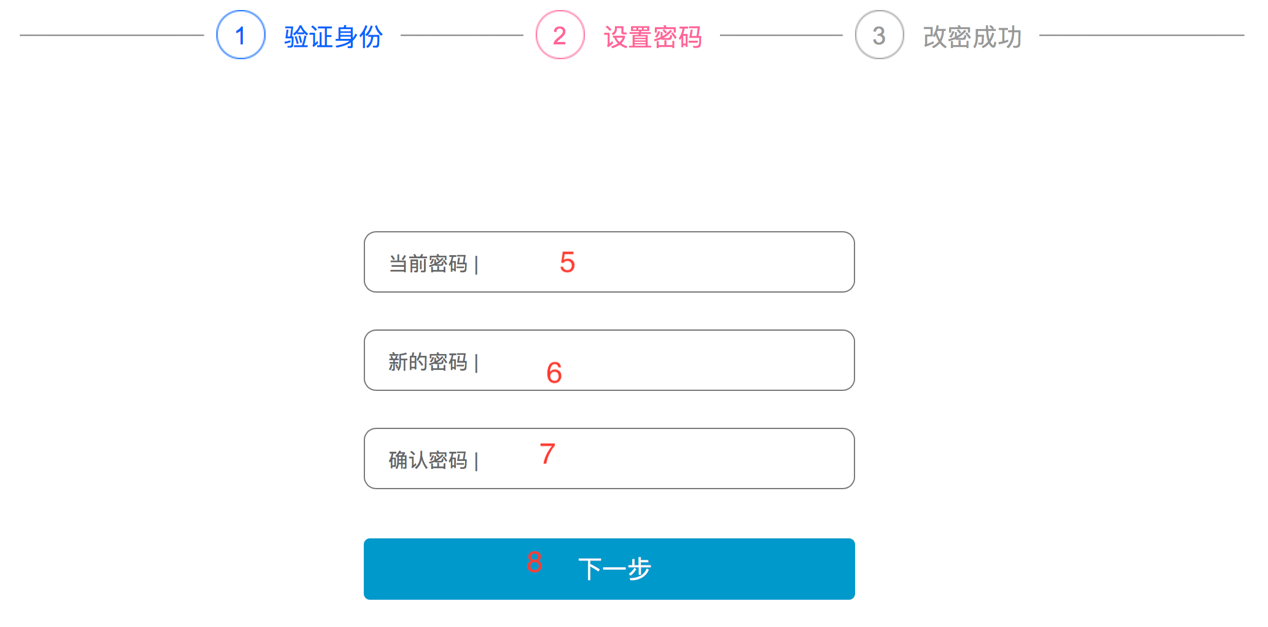 1 验证身份 2 设置密码 3 改密成功
当前密码 | 5
新的密码 | 6
确认密码 | 7
8 下一步